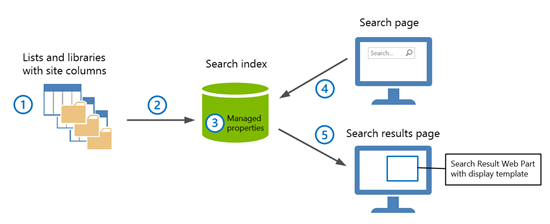 Search page
Lists and libraries
with site columns
Search index
Search...
1
2
3
Managed
properties
4
5
Search results page
Search Result Web Part
with display template